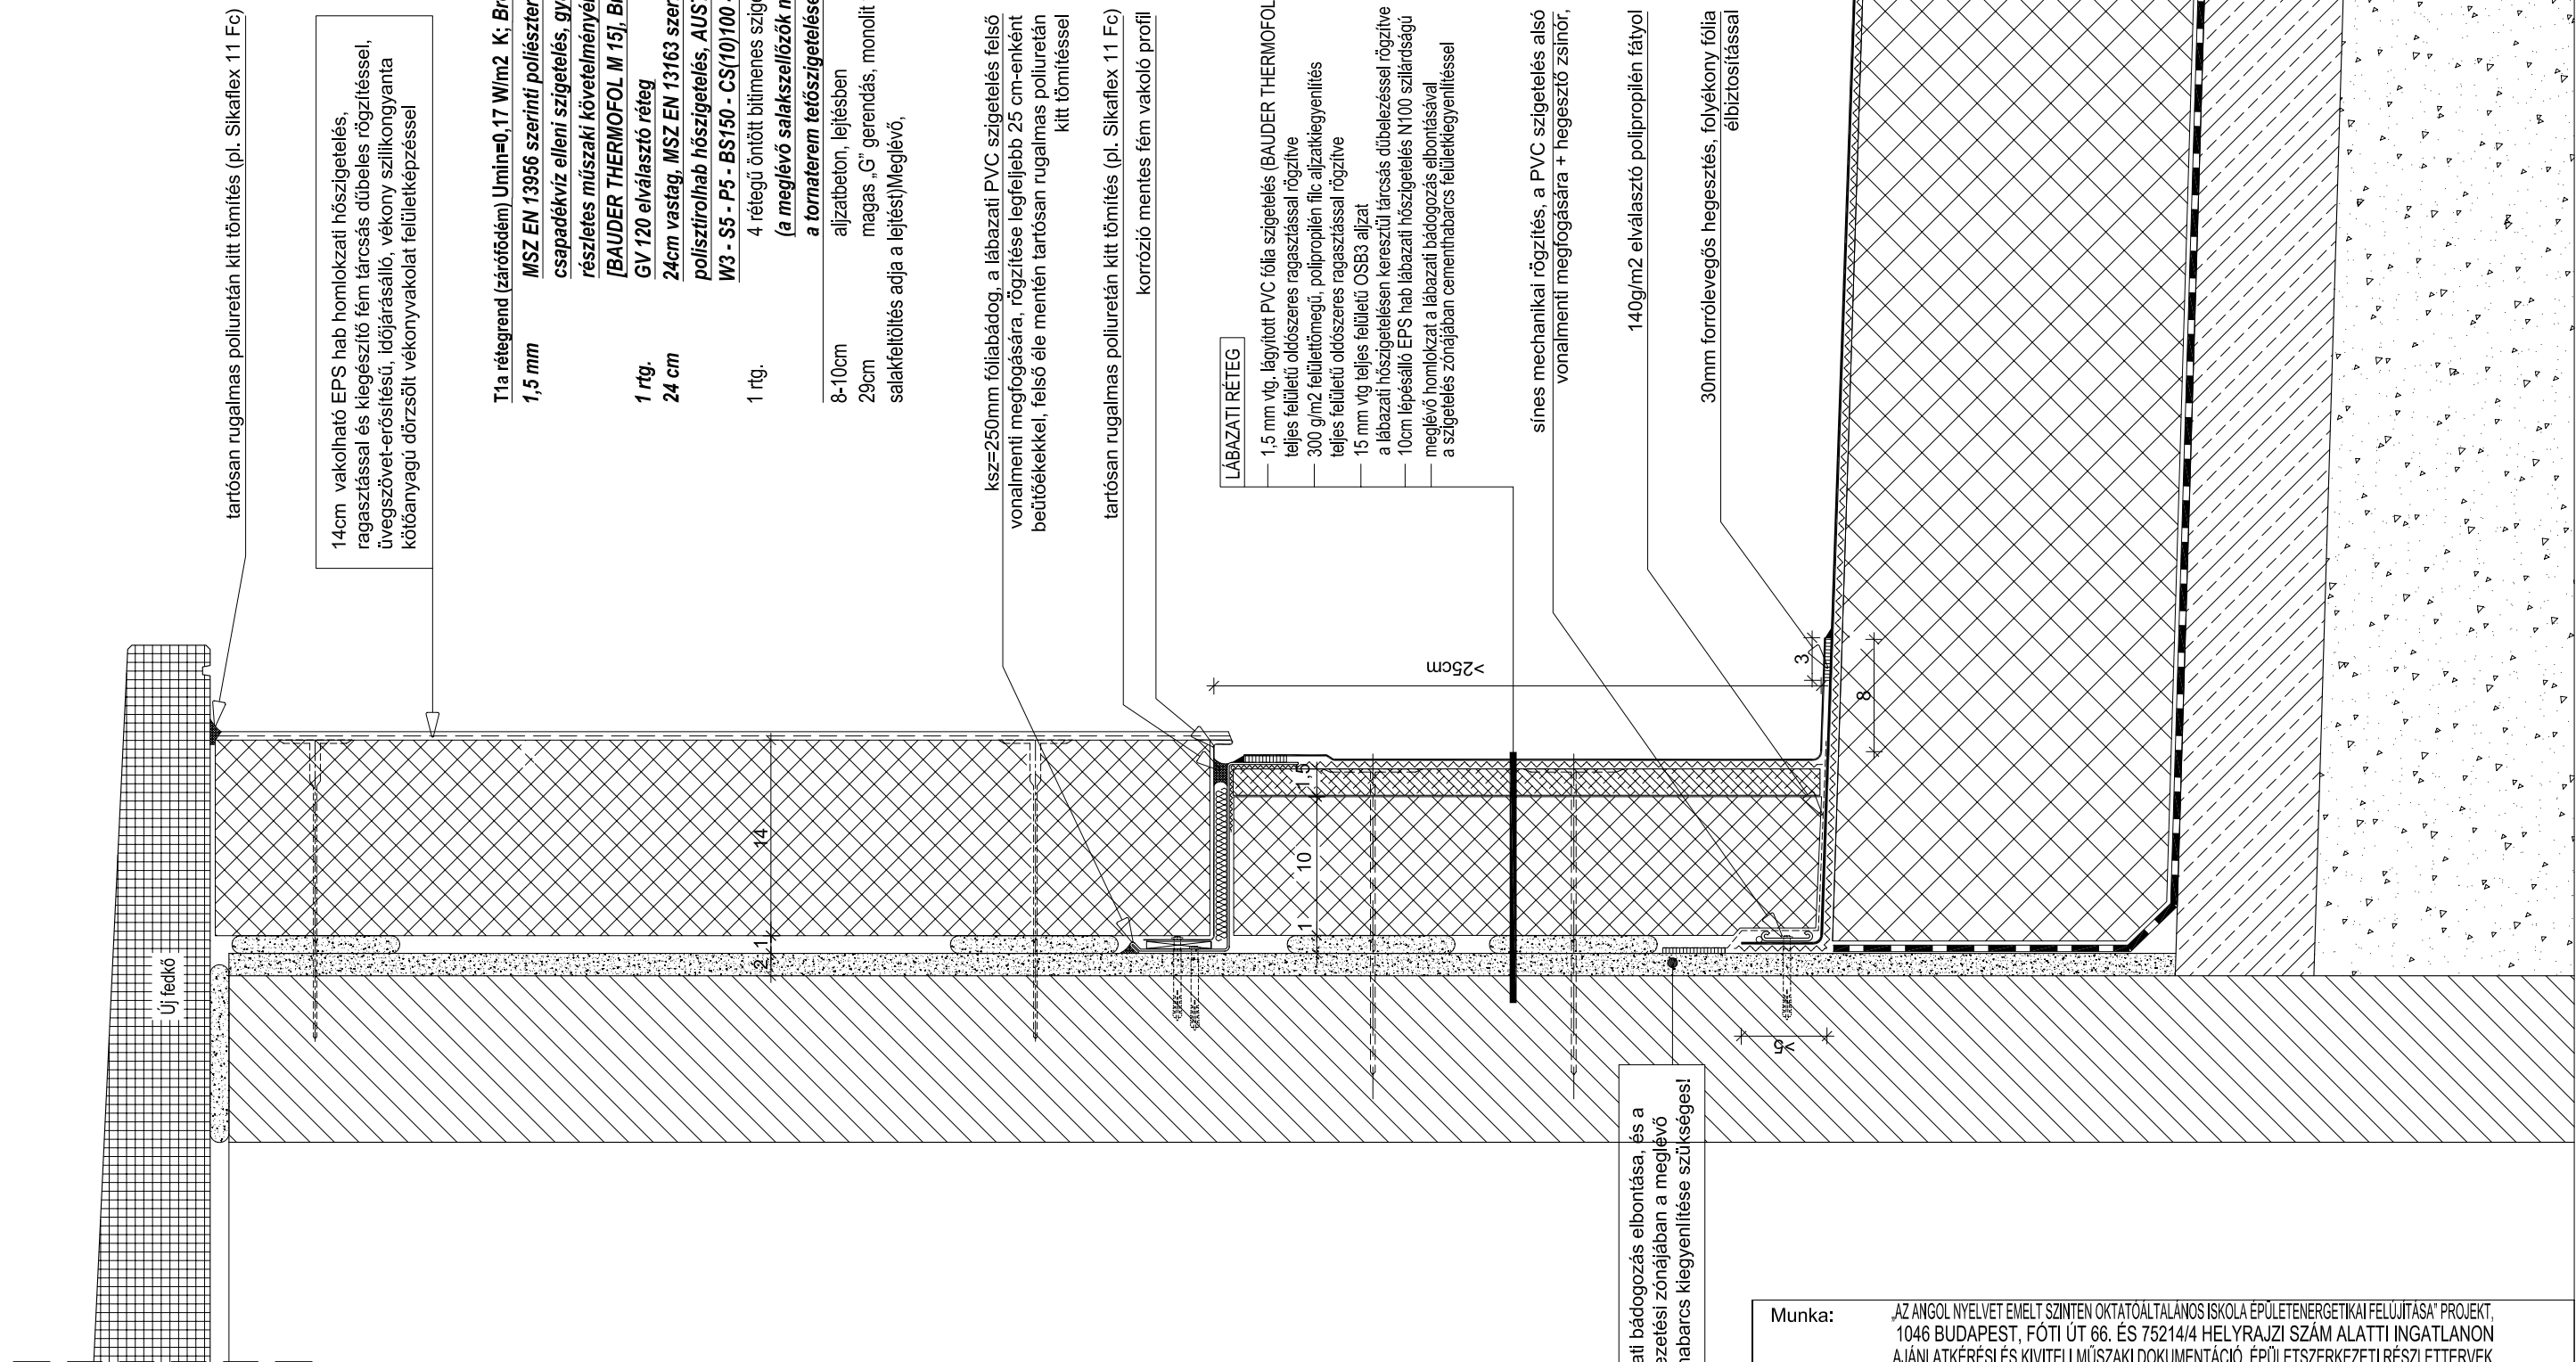 tartósan rugalmas poliuretán kitt tömítés (pl. Sikaflex 11 Fc)
14cm vakolható EPS hab homlokzati hőszigetelés,
ragasztással és kiegészítő fém tárcsás dűbeles rögzítéssel,
üvegszövet-erősítésű, időjárásálló, vékony szilikongyanta
kötőanyagú dörzsölt vékonyvakolat felületképzéssel
T1a rétegrend (zárófödém) Umin=0,17 W/m2 K;
1,5 mm MSZ EN 13956 szerinti poliészter
csapadékvíz elleni szigetelés,
részletes műszaki
[BAUDER THERMOFOL M 15],
1 rtg. GV 120 elválasztó réteg
24 cm 24cm vastag, MSZ EN 13163
polisztirolhab hőszigetelés,
W3 - S5 - P5 - BS150 - CS(10)100
1 rtg. 4 rétegű öntött bitimenes
(a meglévő salakszellőzők
a tornaterem
8-10cm aljzatbeton, lejtésben
29cm magas „G” gerendás, monolit
salakfeltöltés adja a lejtést)Meglévő,
ksz=250mm fóliabádog, a lábazati PVC szigetelés felső
vonalmenti megfogására, rögzítése legfeljebb 25 cm-enként
beütőékekkel, felső éle mentén tartósan rugalmas poliuretán
kitt tömítéssel
tartósan rugalmas poliuretán kitt tömítés (pl. Sikaflex 11 Fc)
korrózió mentes fém vakoló profil
LÁBAZATI RÉTEG
1,5 mm vtg. lágyított PVC fólia szigetelés (BAUDER THERMOFOL
teljes felületű oldószeres ragasztással rögzítve
300 g/m2 felülettömegű, polipropilén filc aljzatkiegyenlítés
teljes felületű oldószeres ragasztással rögzítve
15 mm vtg teljes felületű OSB3 aljzat
a lábazati hőszigetelésen keresztül tárcsás dűbelezéssel rögzítve
10cm lépésálló EPS hab lábazati hőszigetelés N100 szilárdságú
meglévő homlokzat a lábazati bádogozás elbontásával
a szigetelés zónájában cementhabarcs felületkiegyenlítéssel
sínes mechanikai rögzítés, a PVC szigetelés alsó
vonalmenti megfogására + hegesztő zsinór,
140g/m2 elválasztó polipropilén fátyol
30mm forrólevegős hegesztés, folyékony fólia
élbiztosítással
Új fedkő
14
1
2
>25cm
1,5
10
1
3
8
>5
bádogozás elbontása, és a
zónájában a meglévő
kiegyenlítése szükséges!
Munka: „AZ ANGOL NYELVET EMELT SZINTEN OKTATÓÁLTALÁNOS ISKOLA ÉPÜLETENERGETIKAI FELÚJÍTÁSA” PROJEKT,
1046 BUDAPEST, FÓTI ÚT 66. ÉS 75214/4 HELYRAJZI SZÁM ALATTI INGATLANON
AJÁNLATKÉRÉSI ÉS KIVITELI MŰSZAKI DOKUMENTÁCIÓ, ÉPÜLETSZERKEZETI RÉSZLETTERVEK